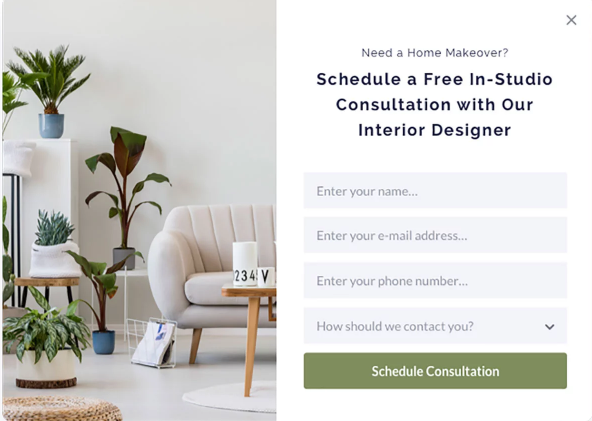 Need a Home Makeover?
Schedule a Free In-Studio
Consultation with Our
Interior Designer
Enter your name...
Enter your e-mail address...
234 V
Enter your phone number...
How should we contact you?
Schedule Consultation